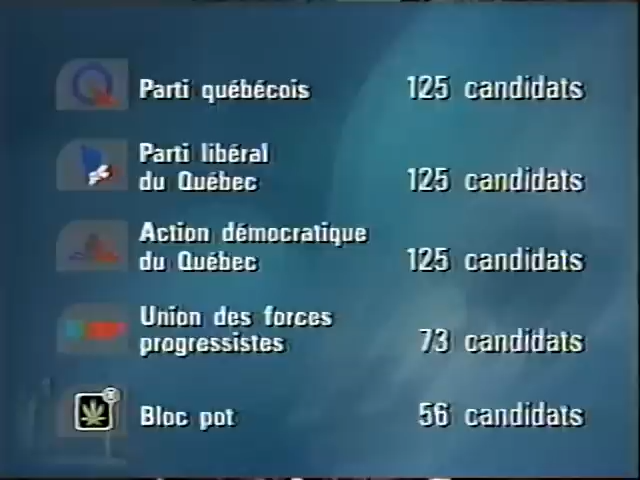 Parti québécois 125 candidats
Parti libéral
du Québec 125 candidats
Action démocratique
du Québec 125 candidats
Union des forces
progressistes 73 candidats
Bloc pot 56 candidats